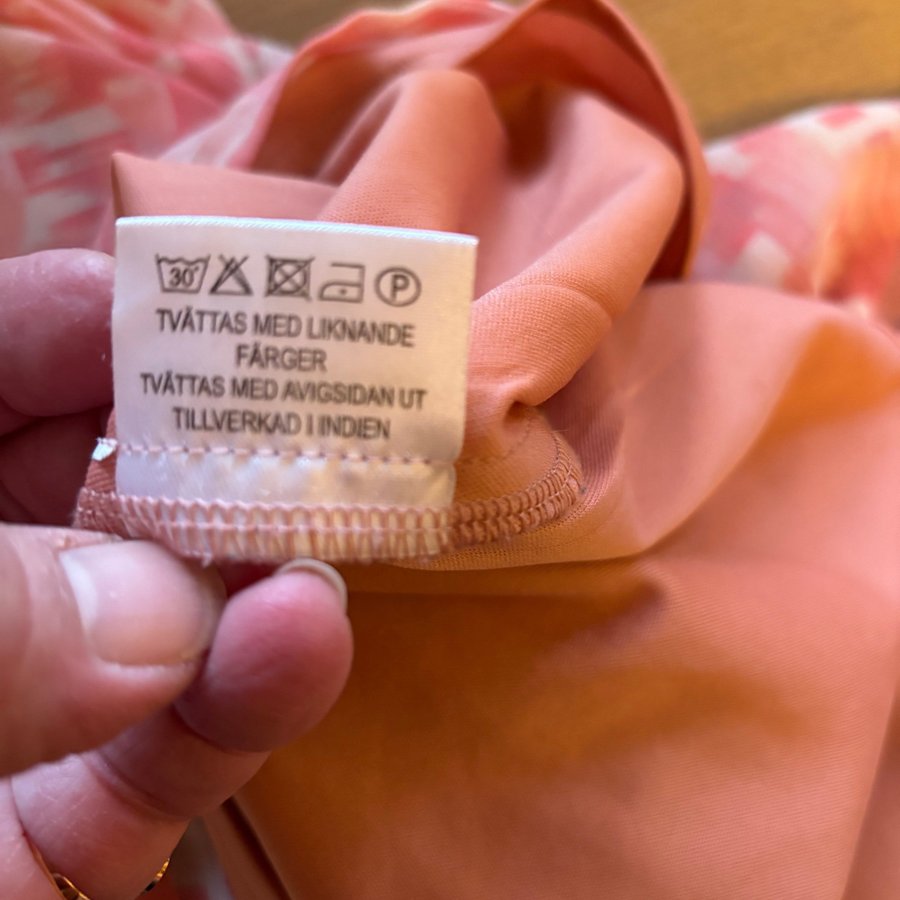 30°
P
TVÄTTAS MED LIKNANDE
FÄRGER
TVÄTTAS MED AVIGSIDAN UT
TILLVERKAD I INDIEN